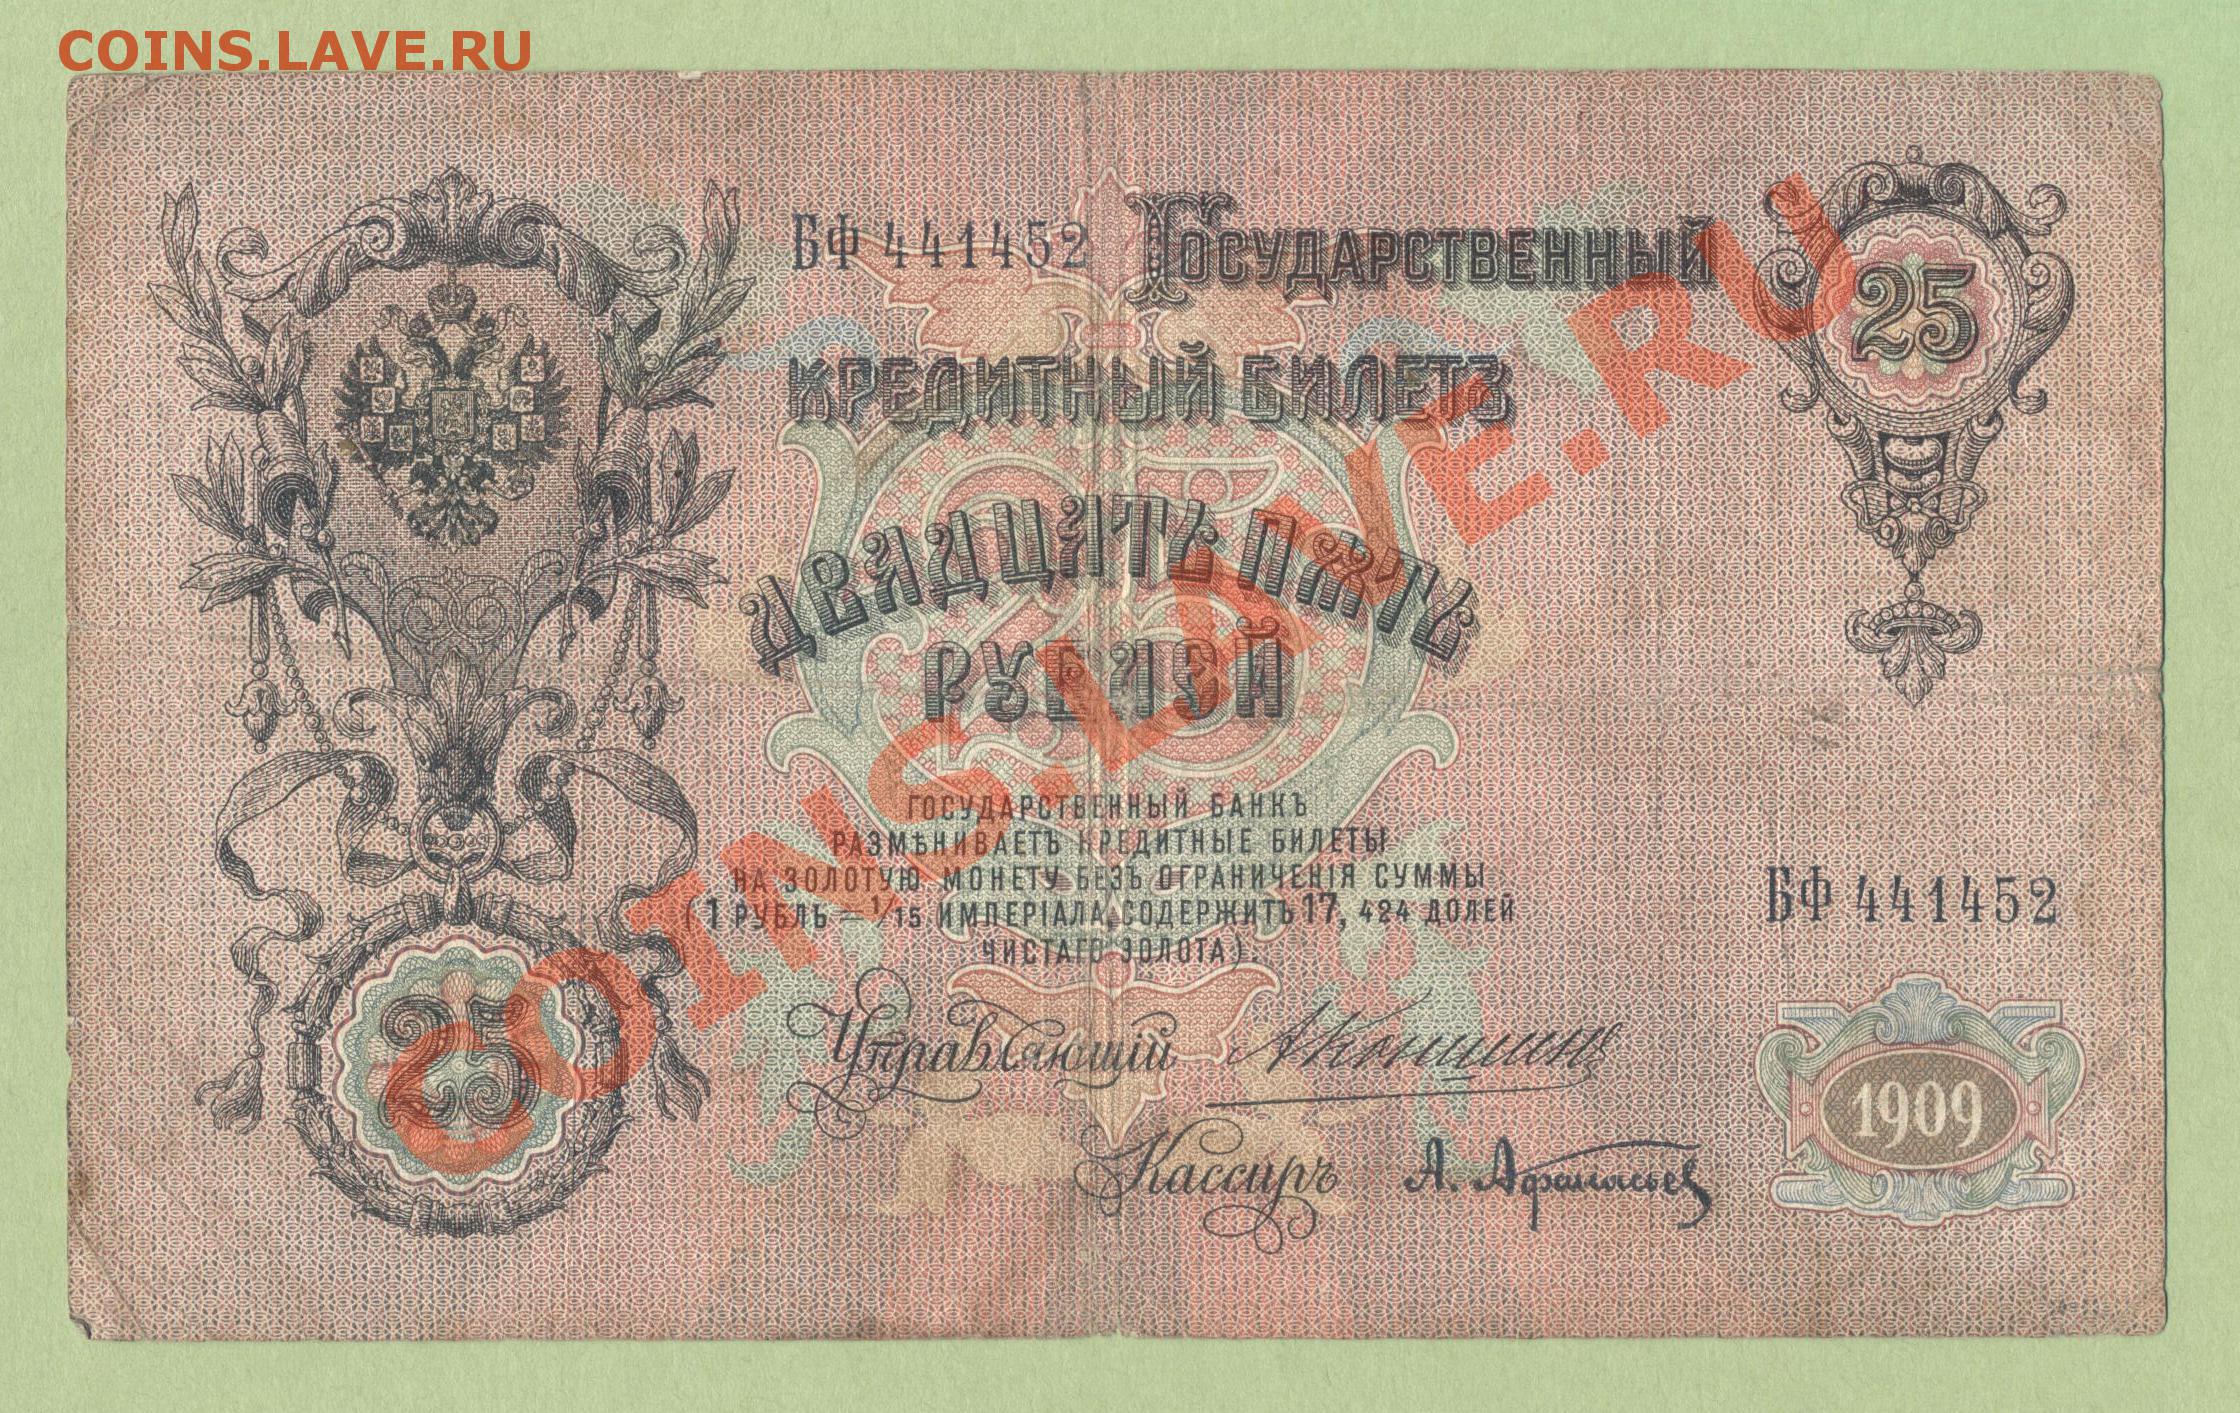 COINS.LAVE.RU
БФ 441452
ГОСУДАРСТВЕННЫЙ
25
КРЕДИТНЫЙ БИЛЕТЪ
ДВАДЦАТЬ ПЯТЬ
РУБЛЕЙ
ГОСУДАРСТВЕННЫЙ БАНКЪ
РАЗМѢНИВАЕТЪ КРЕДИТНЫЕ БИЛЕТЫ
НА ЗОЛОТУЮ МОНЕТУ БЕЗЪ ОГРАНИЧЕНІЯ СУММЫ
(1 РУБЛЬ = 1/15 ИМПЕРІАЛА, СОДЕРЖИТЪ 17,424 ДОЛЕЙ
ЧИСТАГО ЗОЛОТА).
БФ 441452
25
Управляющій АКоншинъ
1909
Кассиръ А. Афанасьев
COINS.LAVE.RU